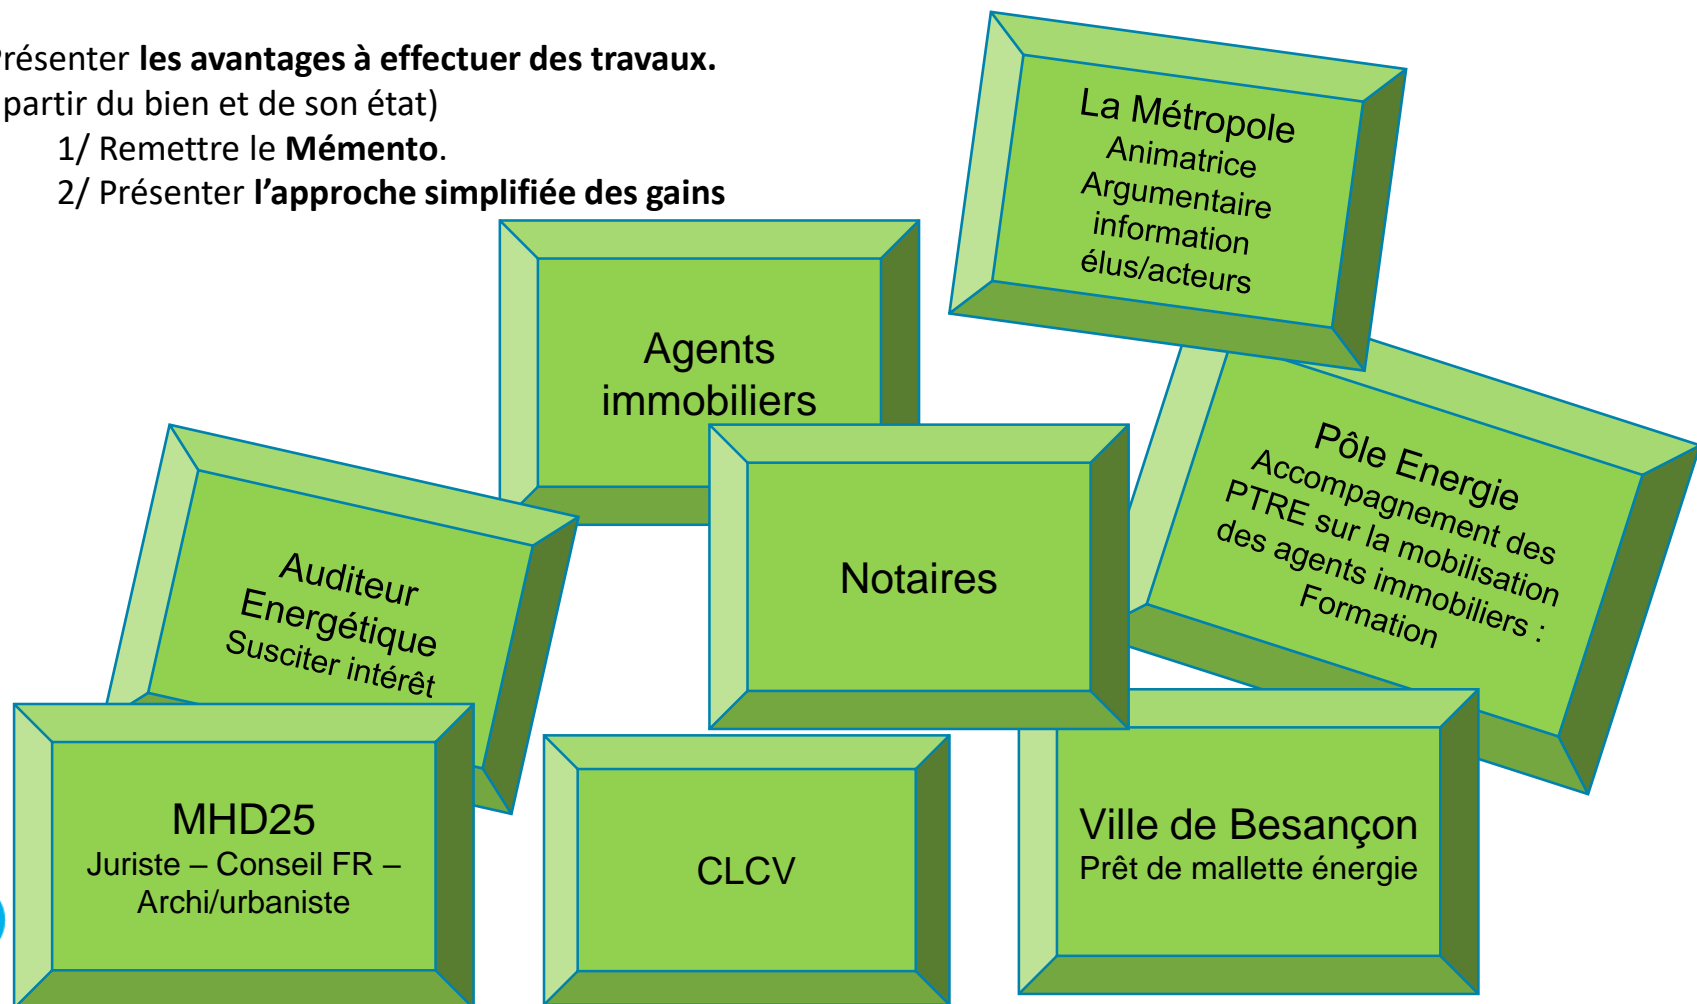 Présenter les avantages à effectuer des travaux.
partir du bien et de son état)
1/ Remettre le Mémento.
2/ Présenter l’approche simplifiée des gains
La Métropole
Animatrice
Argumentaire
information
élus/acteurs
Agents
immobiliers
Pôle Energie
Accompagnement des
PTRE sur la mobilisation
des agents immobiliers :
Formation
Auditeur
Energétique
Susciter intérêt
Notaires
MHD25
Juriste – Conseil FR –
Archi/urbaniste
CLCV
Ville de Besançon
Prêt de mallette énergie